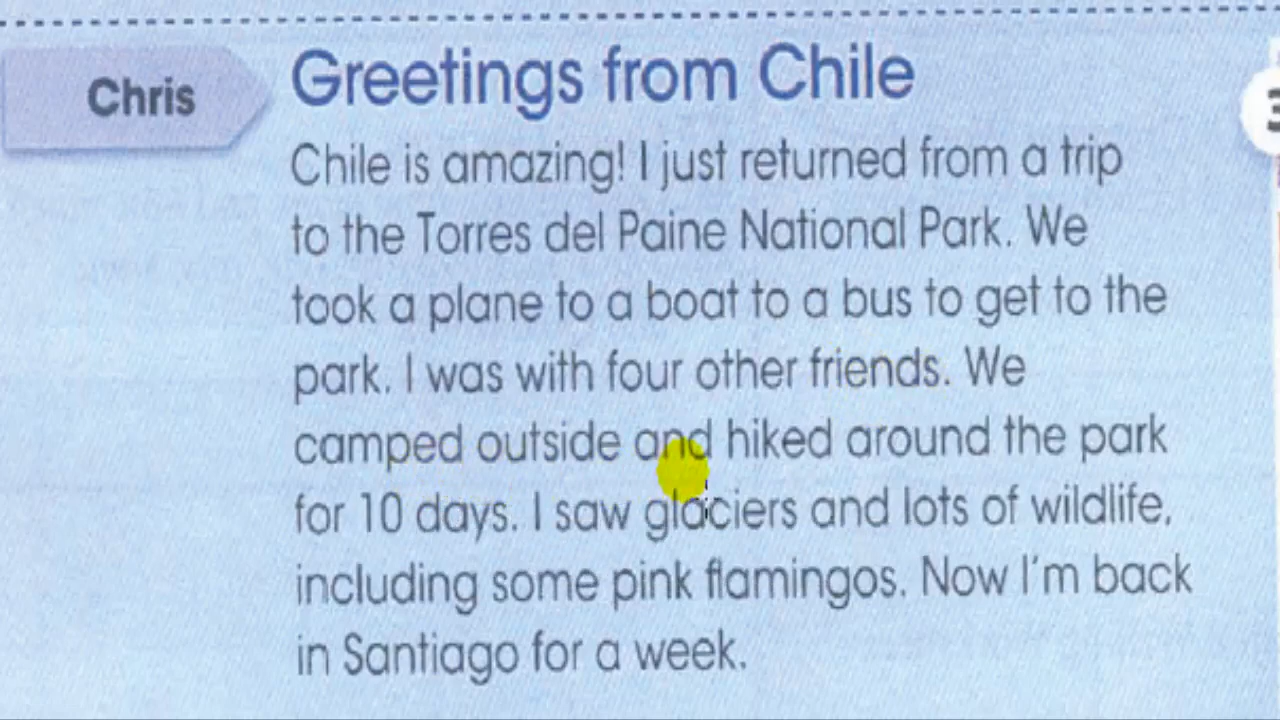 Chris
Greetings from Chile
Chile is amazing! I just returned from a trip
to the Torres del Paine National Park. We
took a plane to a boat to a bus to get to the
park. I was with four other friends. We
camped outside and hiked around the park
for 10 days. I saw glaciers and lots of wildlife,
including some pink flamingos. Now I'm back
in Santiago for a week.